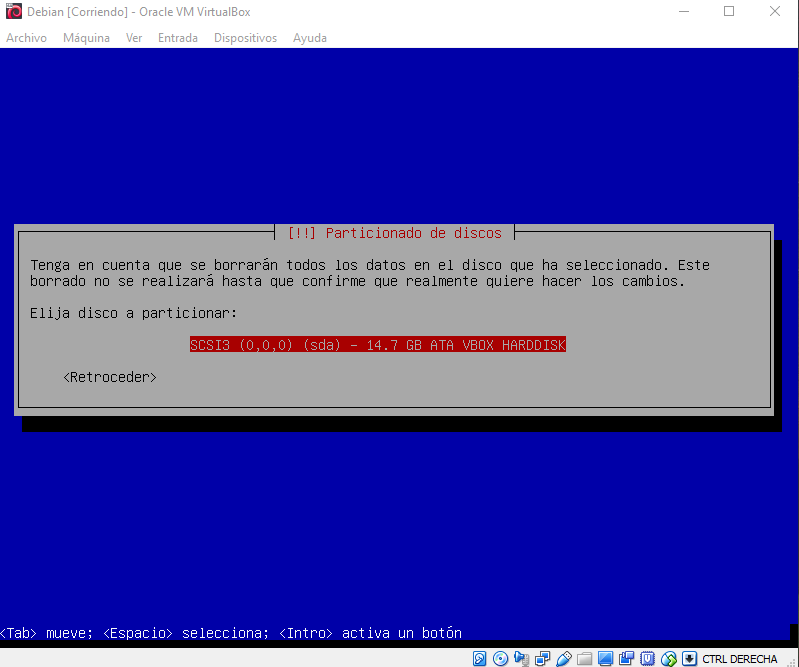 Debian [Corriendo] - Oracle VM VirtualBox
Archivo Máquina Ver Entrada Dispositivos Ayuda
[!!] Particionado de discos
Tenga en cuenta que se borrarán todos los datos en el disco que ha seleccionado. Este
borrado no se realizará hasta que confirme que realmente quiere hacer los cambios.
Elija disco a particionar:
SCSI3 (0,0,0) (sda) - 14.7 GB ATA VBOX HARDDISK
<Retroceder>
<Tab> mueve; <Espacio> selecciona; <Intro> activa un botón
CTRL DERECHA